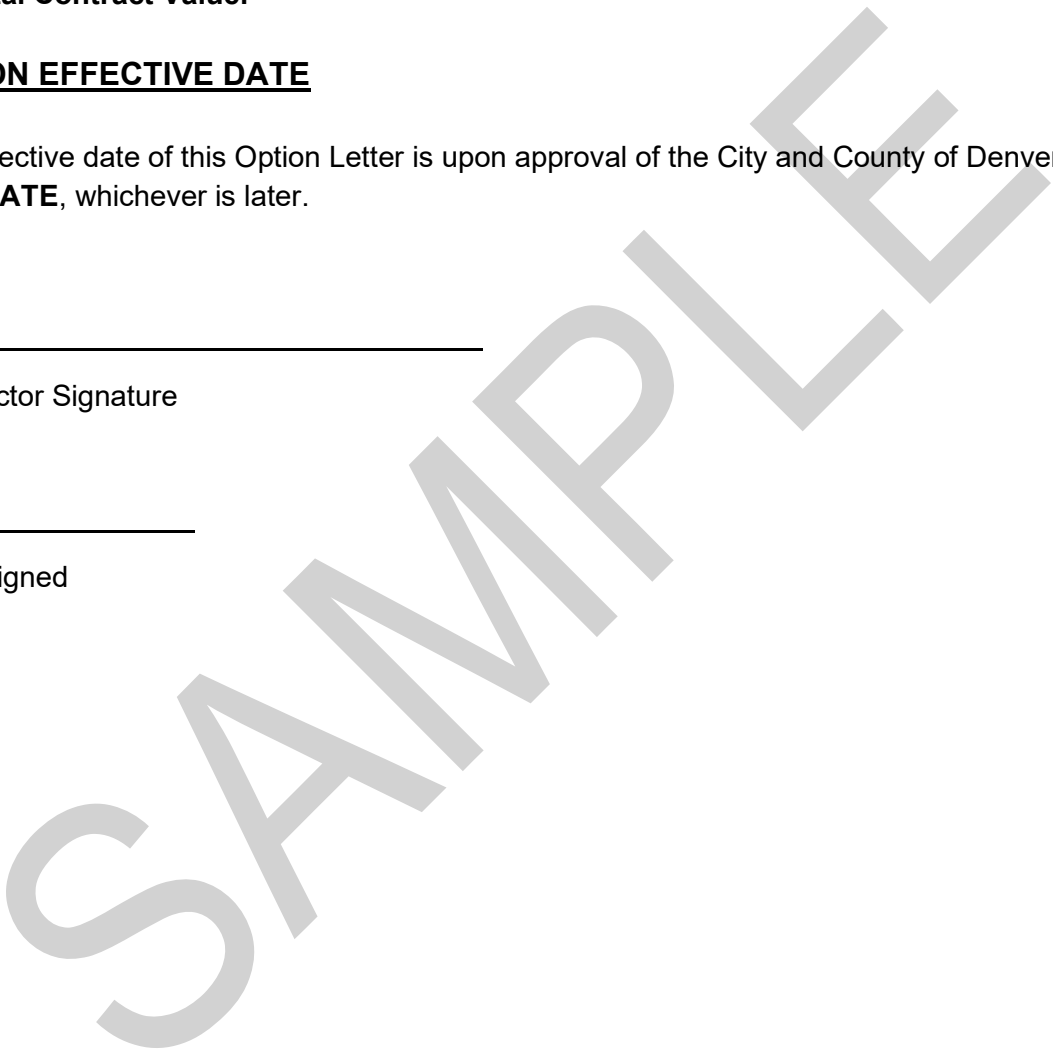 al Contract Value.
ON EFFECTIVE DATE
ective date of this Option Letter is upon approval of the City and County of Denver
ATE, whichever is later.
ctor Signature
igned
SAMPLE